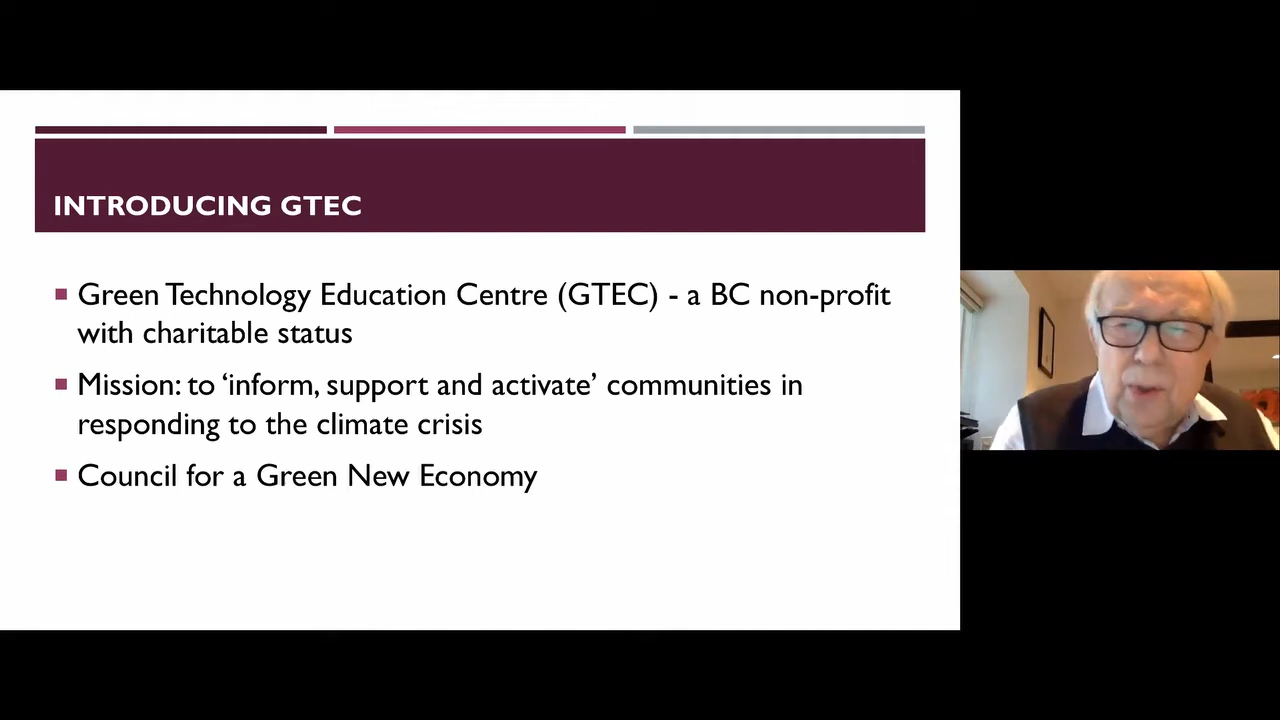 INTRODUCING GTEC
Green Technology Education Centre (GTEC) - a BC non-profit
with charitable status
Mission: to ‘inform, support and activate’ communities in
responding to the climate crisis
Council for a Green New Economy